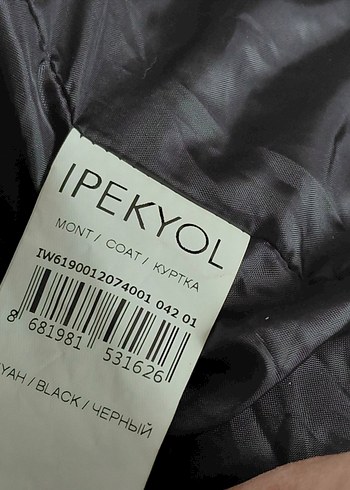 IPEKYOL
MONT / COAT / КУРТКА
IW6190012074001 042 01
8 681981 531626
YAH / BLACK / ЧЕРНЫЙ